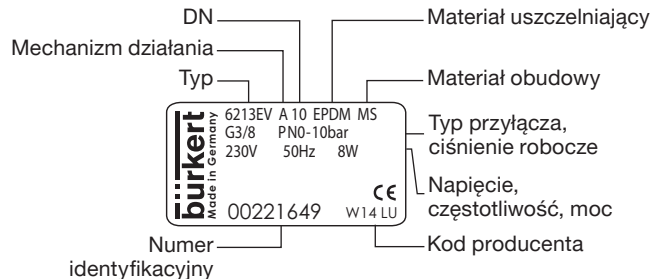 DN
Materiał uszczelniający
Mechanizm działania
Typ
Materiał obudowy
6213EV A 10 EPDM MS
G3/8 PN0-10bar
230V 50Hz 8W
bürkert
Made in Germany
CE
00221649 W14 LU
Typ przyłącza,
ciśnienie robocze
Napięcie,
częstotliwość, moc
Numer
identyfikacyjny
Kod producenta